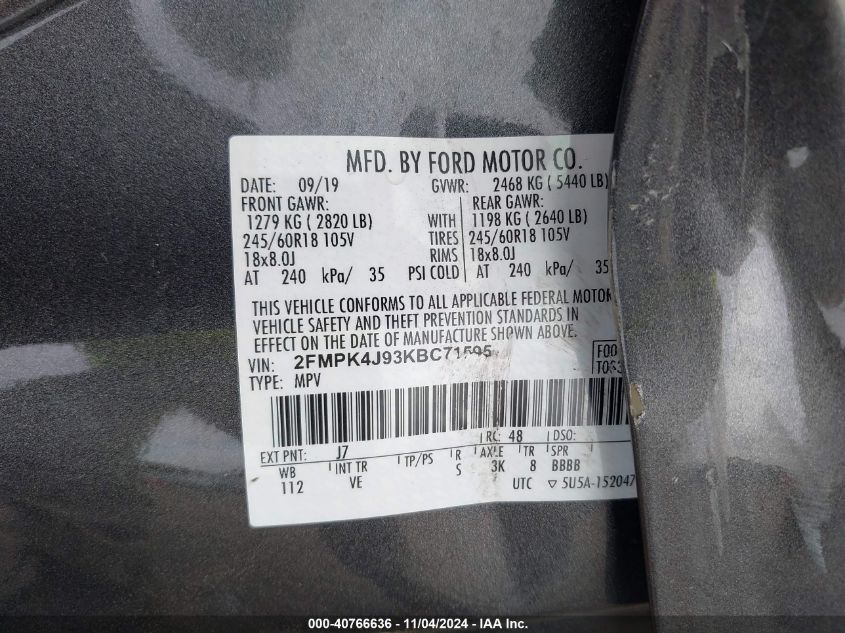 MFD. BY FORD MOTOR CO.
DATE: 09/19 GVWR: 2468 KG ( 5440 LB)
FRONT GAWR: REAR GAWR:
1279 KG ( 2820 LB) WITH 1198 KG ( 2640 LB)
245/60R18 105V TIRES 245/60R18 105V
18x8.0J RIMS 18x8.0J
AT 240 kPa/ 35 PSI COLD AT 240 kPa/ 35
THIS VEHICLE CONFORMS TO ALL APPLICABLE FEDERAL MOTOR
VEHICLE SAFETY AND THEFT PREVENTION STANDARDS IN
EFFECT ON THE DATE OF MANUFACTURE SHOWN ABOVE.
VIN: 2FMPK4J93KBC71595 F00
TYPE: MPV
RC: 48 DSO:
EXT PNT: J7
WB INT TR TP/PS R AXLE TR SPR
112 VE S 3K 8 BBBB
UTC ▽ 5U5A-152047
000-40766636 - 11/04/2024 - IAA Inc.